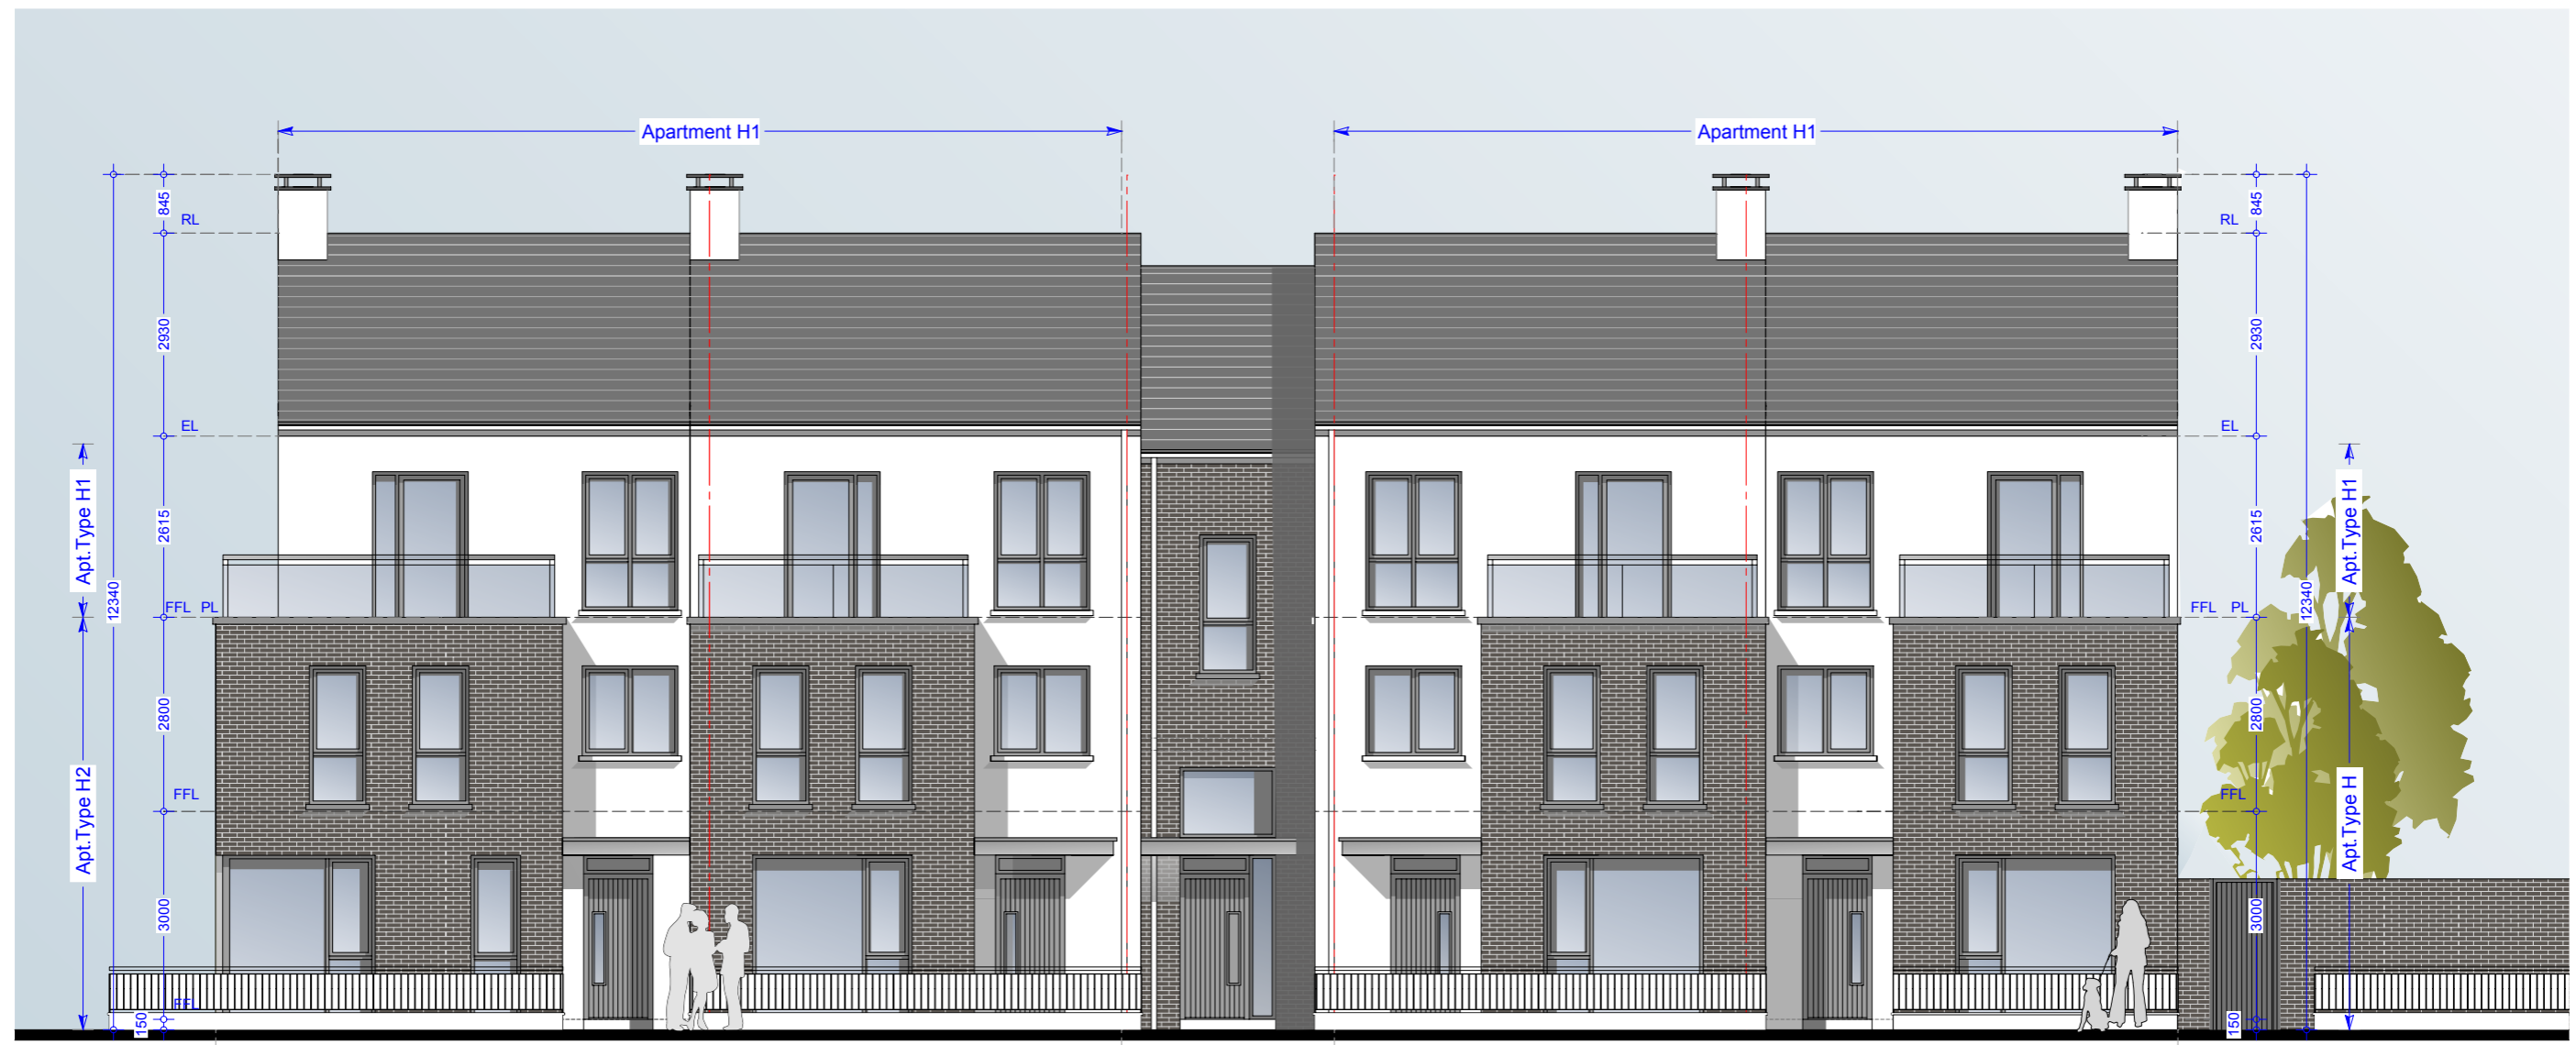 Apartment H1
Apartment H1
845
RL
2930
EL
2615
Apt.Type H1
12340
FFL PL
2800
FFL
Apt.Type H2
3000
FFL
150
845
RL
2930
EL
2615
Apt.Type H1
12340
FFL PL
2800
FFL
Apt.Type H
3000
150